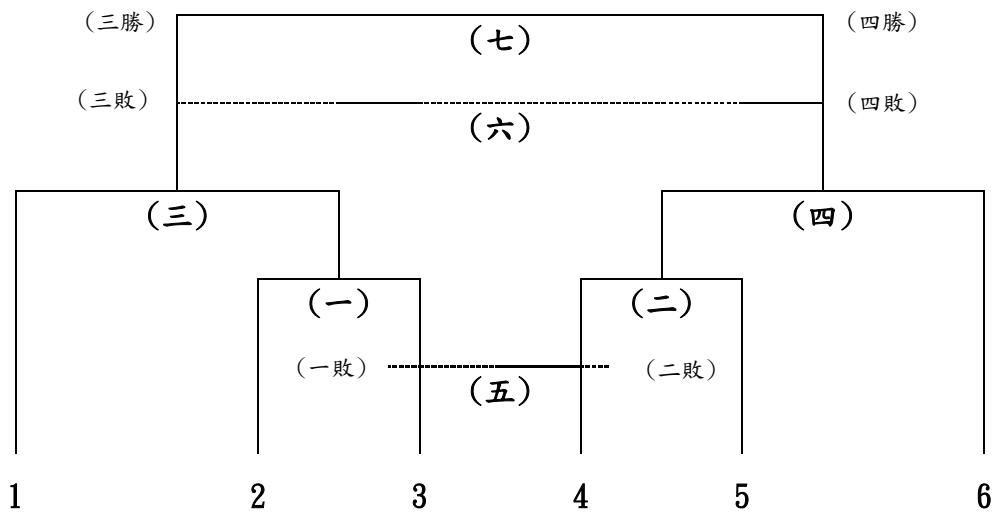 （三勝）
（七）
（四勝）
（三敗）
（六）
（四敗）
（三）
（四）
（一）
（二）
（一敗）
（五）
（二敗）
1
2
3
4
5
6